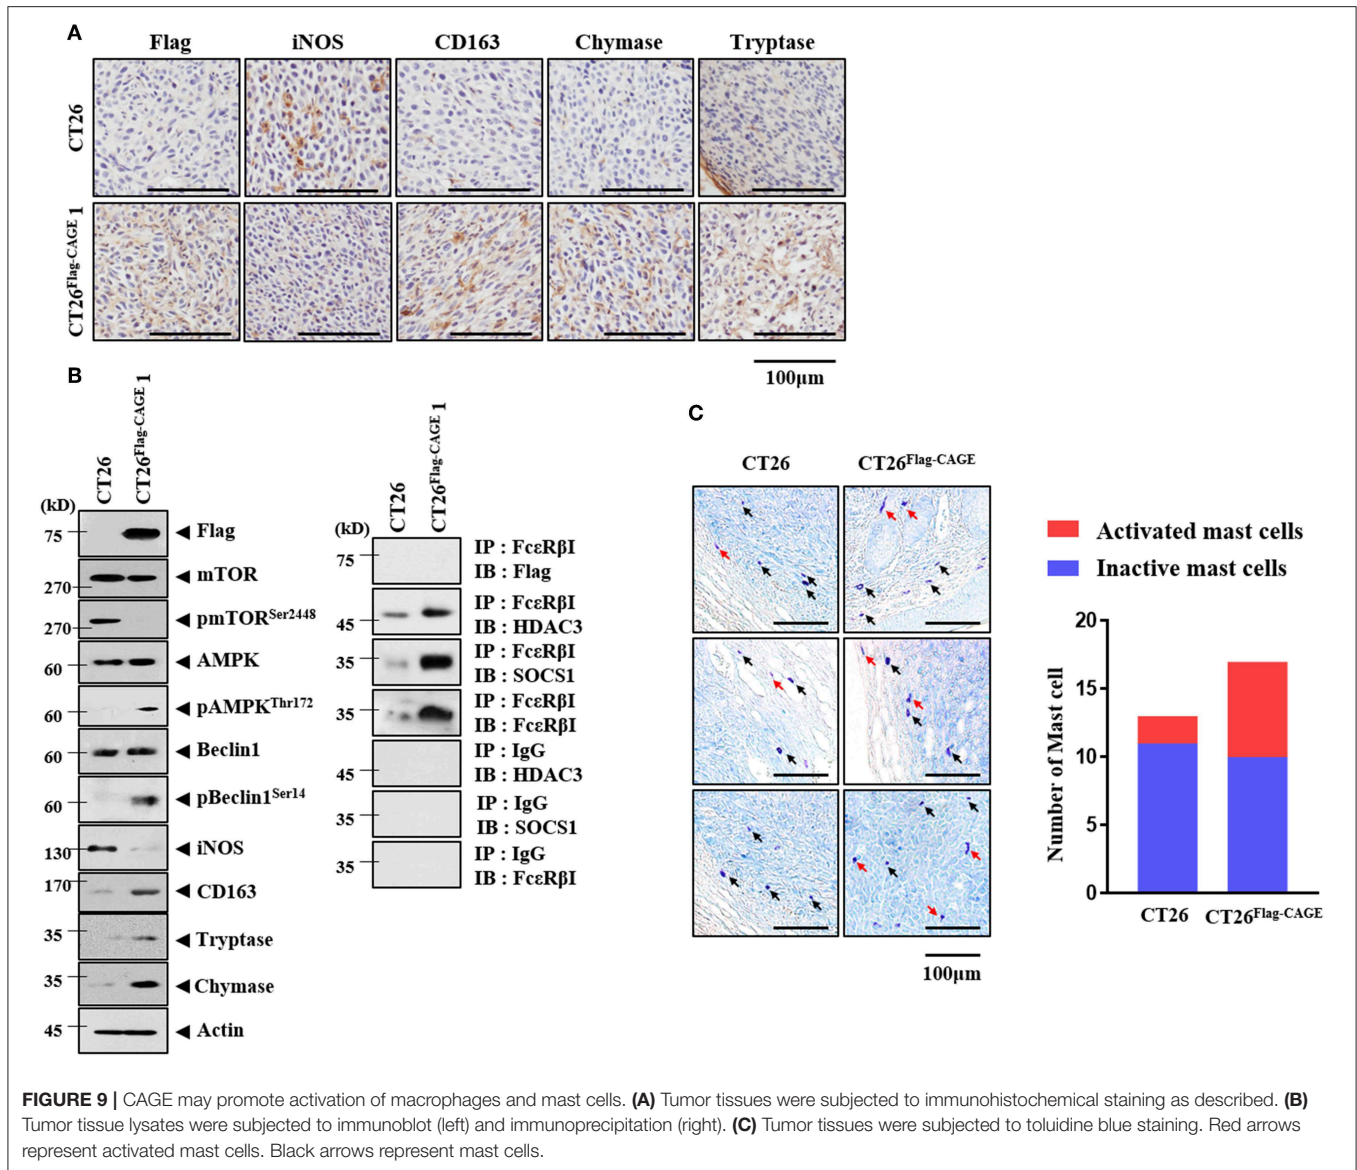 A
Flag iNOS CD163 Chymase Tryptase
CT26
CT26Flag-CAGE 1
100μm
B
CT26
CT26Flag-CAGE 1
(kD)
75 Flag
270 mTOR
270 pmTORSer2448
60 AMPK
60 pAMPKThr172
60 Beclin1
60 pBeclin1Ser14
130 iNOS
170 CD163
35 Tryptase
35 Chymase
45 Actin
CT26
CT26Flag-CAGE 1
(kD)
75 IP : FcεRβI
IB : Flag
45 IP : FcεRβI
IB : HDAC3
35 IP : FcεRβI
IB : SOCS1
35 IP : FcεRβI
IB : FcεRβI
45 IP : IgG
IB : HDAC3
35 IP : IgG
IB : SOCS1
35 IP : IgG
IB : FcεRβI
C
CT26 CT26Flag-CAGE
100μm
Activated mast cells
Inactive mast cells
Number of Mast cell
20
15
10
5
0
CT26 CT26Flag-CAGE
FIGURE 9 | CAGE may promote activation of macrophages and mast cells. (A) Tumor tissues were subjected to immunohistochemical staining as described. (B)
Tumor tissue lysates were subjected to immunoblot (left) and immunoprecipitation (right). (C) Tumor tissues were subjected to toluidine blue staining. Red arrows
represent activated mast cells. Black arrows represent mast cells.